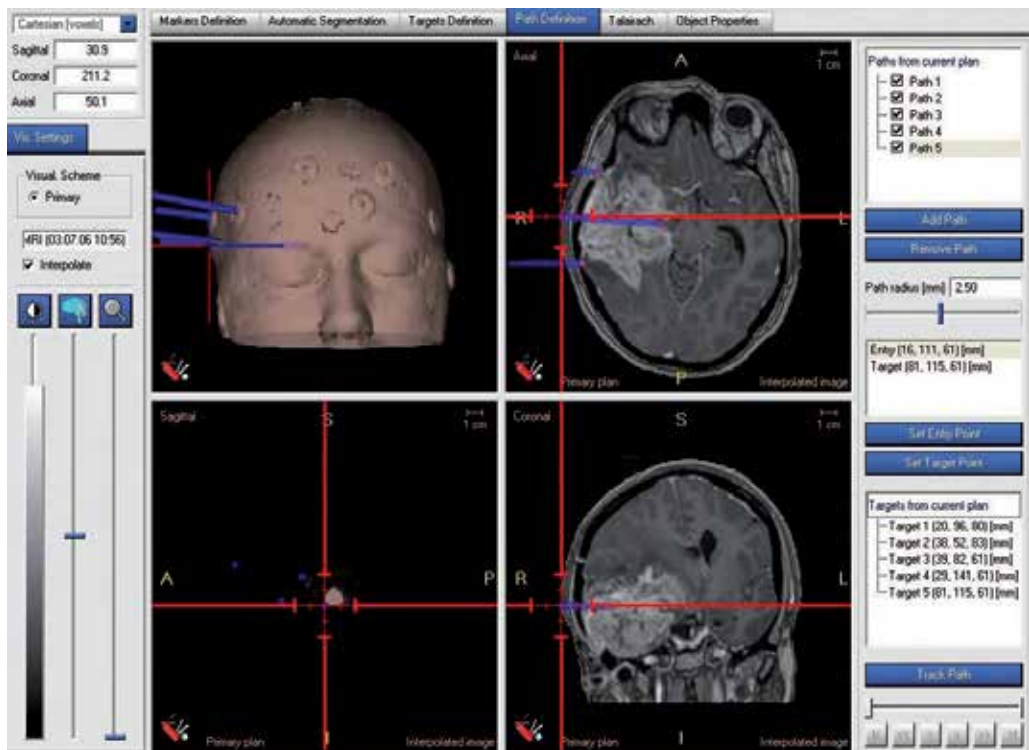 Cartesian (voxels)
Sagittal 30.9
Coronal 211.2
Axial 50.1
Vis. Settings
Visual. Scheme
Primary
MRI (03.07.06 10:56)
Interpolate
Markers Definition Automatic Segmentation Targets Definition Path Definition Talairach Object Properties
Axial
A
1 cm
R
L
P
Primary plan
Interpolated image
Sagittal
S
1 cm
A
P
I
Primary plan
Interpolated image
Coronal
S
1 cm
R
L
I
Primary plan
Interpolated image
Paths from current plan
Path 1
Path 2
Path 3
Path 4
Path 5
Add Path
Remove Path
Path radius [mm] 2.50
Entry (16, 111, 61) [mm]
Target (81, 115, 61) [mm]
Set Entry Point
Set Target Point
Targets from current plan
Target 1 (20, 96, 80) [mm]
Target 2 (38, 52, 83) [mm]
Target 3 (39, 82, 61) [mm]
Target 4 (29, 141, 61) [mm]
Target 5 (81, 115, 61) [mm]
Track Path